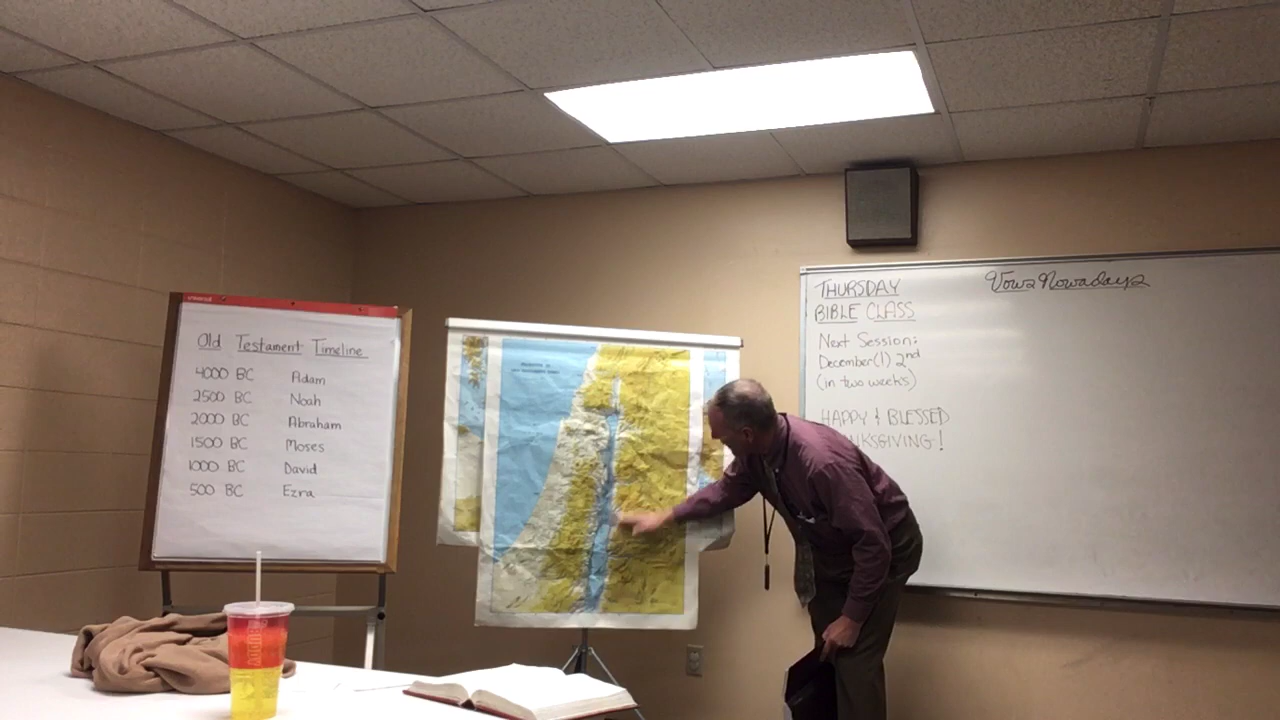 Old Testament Timeline
4000 BC Adam
2500 BC Noah
2000 BC Abraham
1500 BC Moses
1000 BC David
500 BC Ezra
THURSDAY
BIBLE CLASS
Next Session:
December(1) 2nd
(in two weeks)
HAPPY & BLESSED
NKSGIVING!
Vows Nowadays